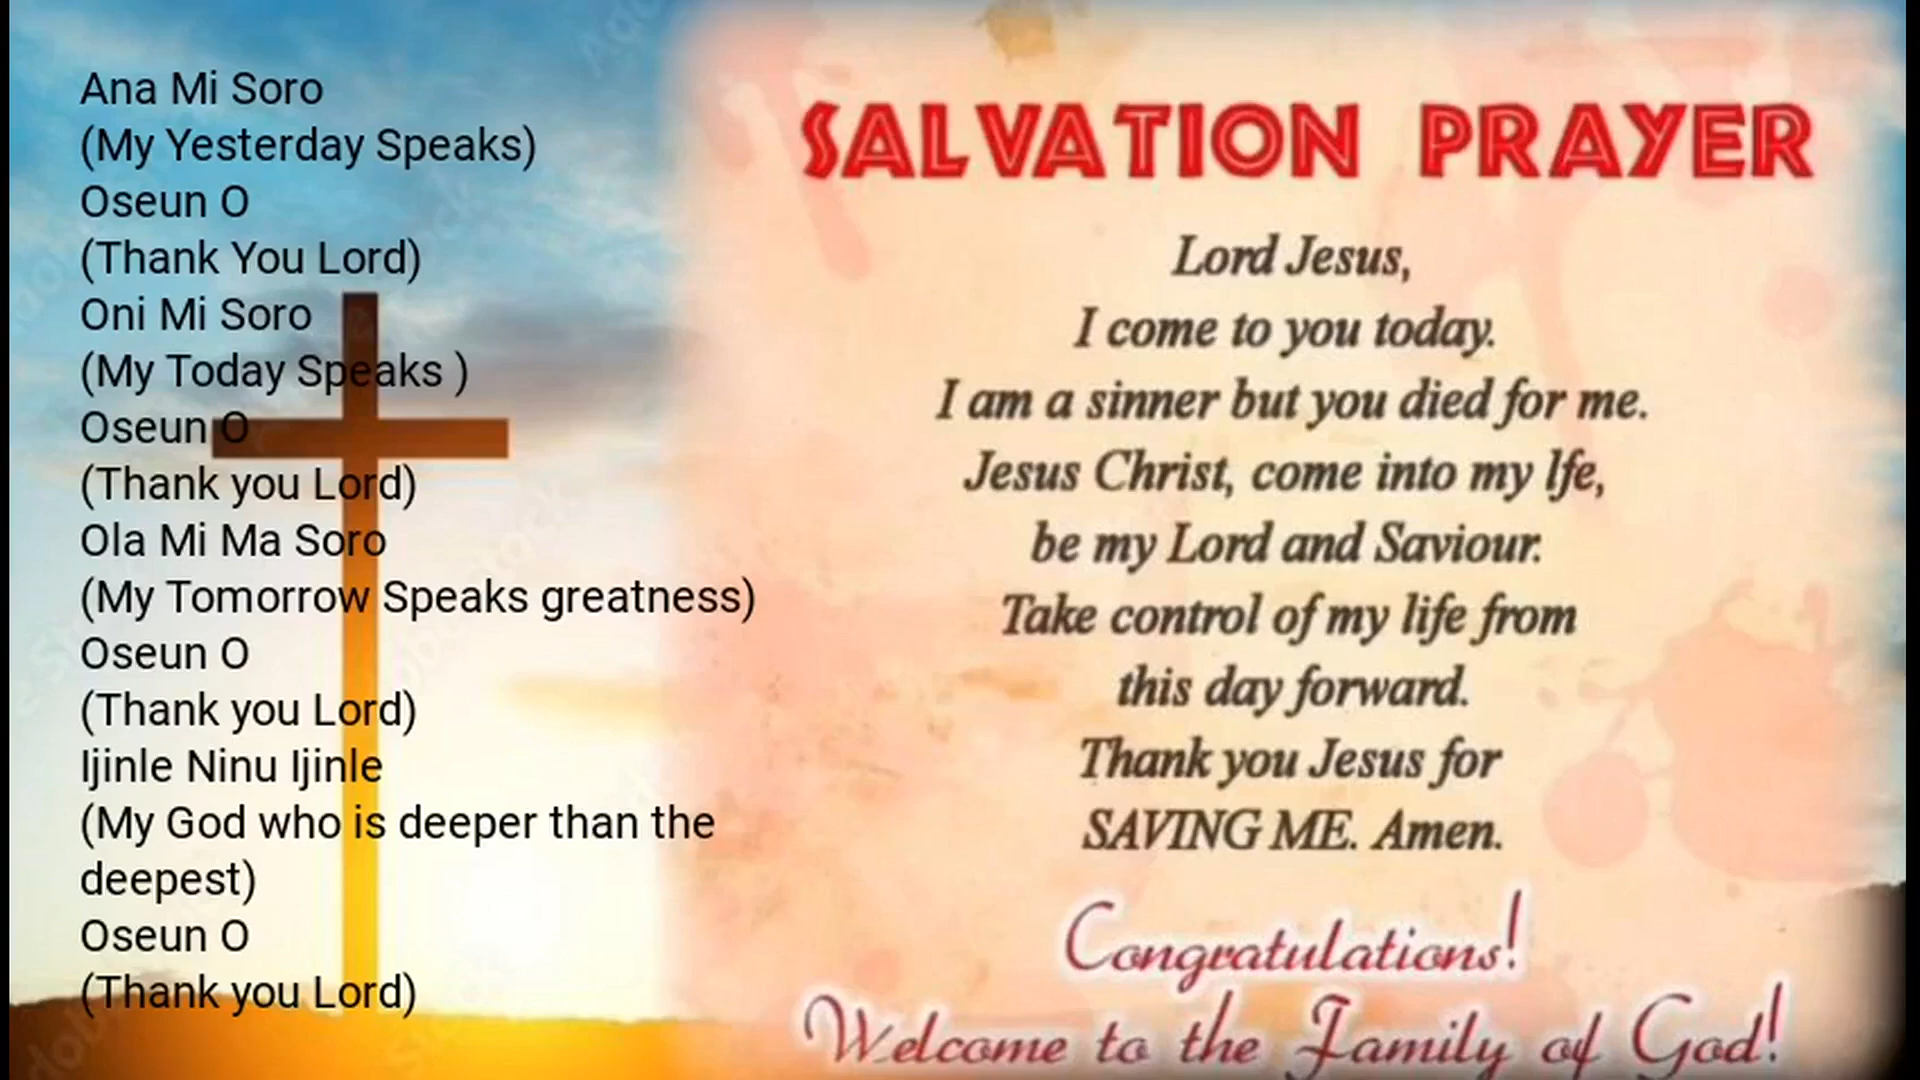 Ana Mi Soro
(My Yesterday Speaks)
Oseun O
(Thank You Lord)
Oni Mi Soro
(My Today Speaks )
Oseun O
(Thank you Lord)
Ola Mi Ma Soro
(My Tomorrow Speaks greatness)
Oseun O
(Thank you Lord)
Ijinle Ninu Ijinle
(My God who is deeper than the
deepest)
Oseun O
(Thank you Lord)
SALVATION PRAYER
Lord Jesus,
I come to you today.
I am a sinner but you died for me.
Jesus Christ, come into my lfe,
be my Lord and Saviour.
Take control of my life from
this day forward.
Thank you Jesus for
SAVING ME. Amen.
Congratulations!
Welcome to the Family of God!